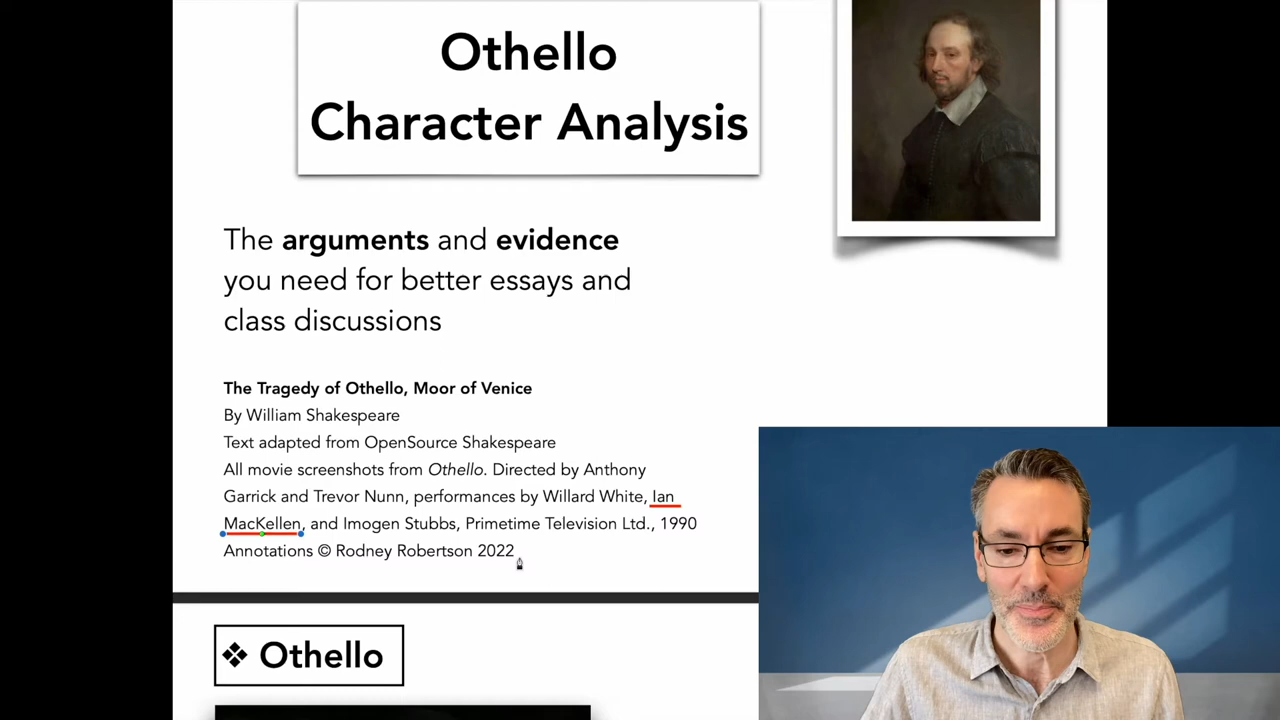 Othello
Character Analysis
The arguments and evidence
you need for better essays and
class discussions
The Tragedy of Othello, Moor of Venice
By William Shakespeare
Text adapted from OpenSource Shakespeare
All movie screenshots from Othello. Directed by Anthony
Garrick and Trevor Nunn, performances by Willard White, Ian
MacKellen, and Imogen Stubbs, Primetime Television Ltd., 1990
Annotations © Rodney Robertson 2022
❖ Othello